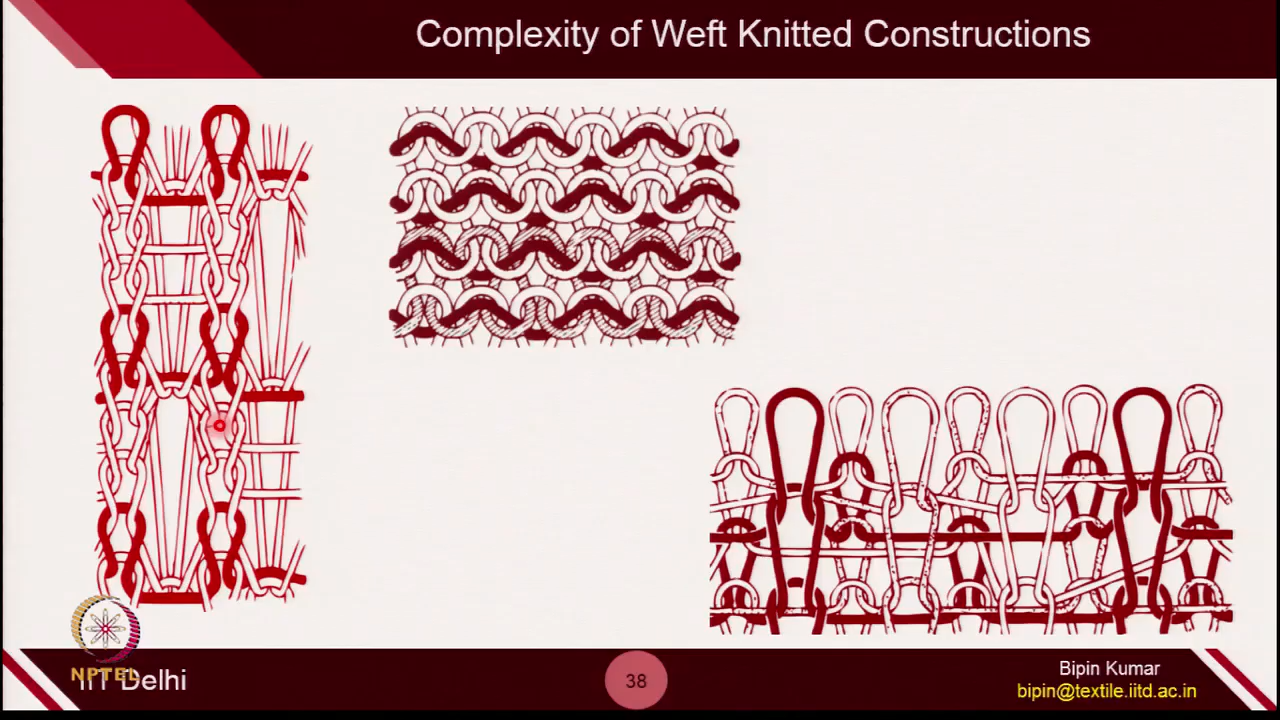 Complexity of Weft Knitted Constructions
NPTEL
IIT Delhi
38
Bipin Kumar
bipin@textile.iitd.ac.in